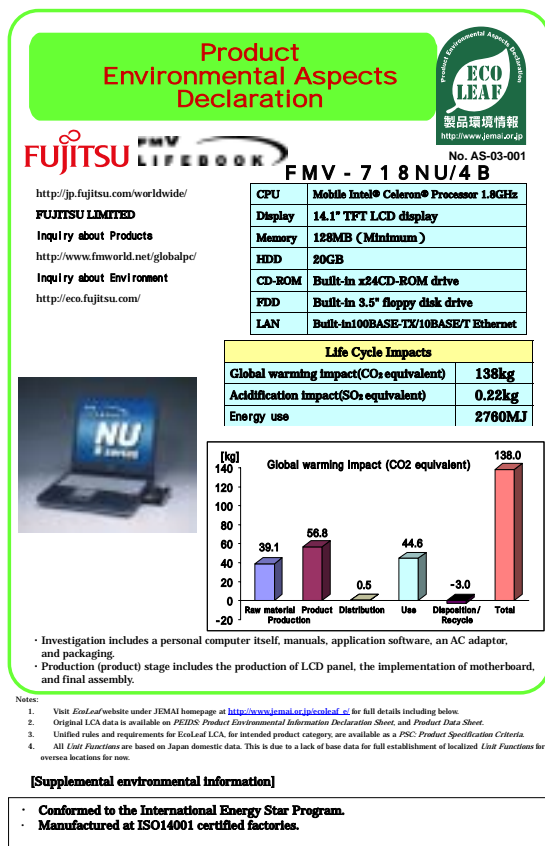 Product
Environmental Aspects
Declaration
Product Environmental Aspects Declaration
ECO
LEAF
製品環境情報
http://www.jemai.or.jp
No. AS-03-001
FUJITSU
FMV
LIFEBOOK
FMV-718NU/4B
http://jp.fujitsu.com/worldwide/
FUJITSU LIMITED
Inquiry about Products
http://www.fmworld.net/globalpc/
Inquiry about Environment
http://eco.fujitsu.com/
CPU Mobile Intel® Celeron® Processor 1.8GHz
Display 14.1" TFT LCD display
Memory 128MB ( Minimum )
HDD 20GB
CD-ROM Built-in x24CD-ROM drive
FDD Built-in 3.5" floppy disk drive
LAN Built-in100BASE-TX/10BASE/T Ethernet
Life Cycle Impacts
Global warming impact(CO₂ equivalent) 138kg
Acidification impact(SO₂ equivalent) 0.22kg
Energy use 2760MJ
NU
series
[kg]
Global warming impact (CO2 equivalent)
140
120
100
80
60
40
20
0
-20
39.1
56.8
0.5
44.6
-3.0
138.0
Raw material Product Distribution Use Disposition/ Total
Production Recycle
・Investigation includes a personal computer itself, manuals, application software, an AC adaptor,
and packaging.
・Production (product) stage includes the production of LCD panel, the implementation of motherboard,
and final assembly.
Notes:
1. Visit EcoLeaf website under JEMAI homepage at http://www.jemai.or.jp/ecoleaf_e/ for full details including below.
2. Original LCA data is available on PEIDS: Product Environmental Information Declaration Sheet, and Product Data Sheet.
3. Unified rules and requirements for EcoLeaf LCA, for intended product category, are available as a PSC: Product Specification Criteria.
4. All Unit Functions are based on Japan domestic data. This is due to a lack of base data for full establishment of localized Unit Functions for
oversea locations for now.
[Supplemental environmental information]
・ Conformed to the International Energy Star Program.
・ Manufactured at ISO14001 certified factories.